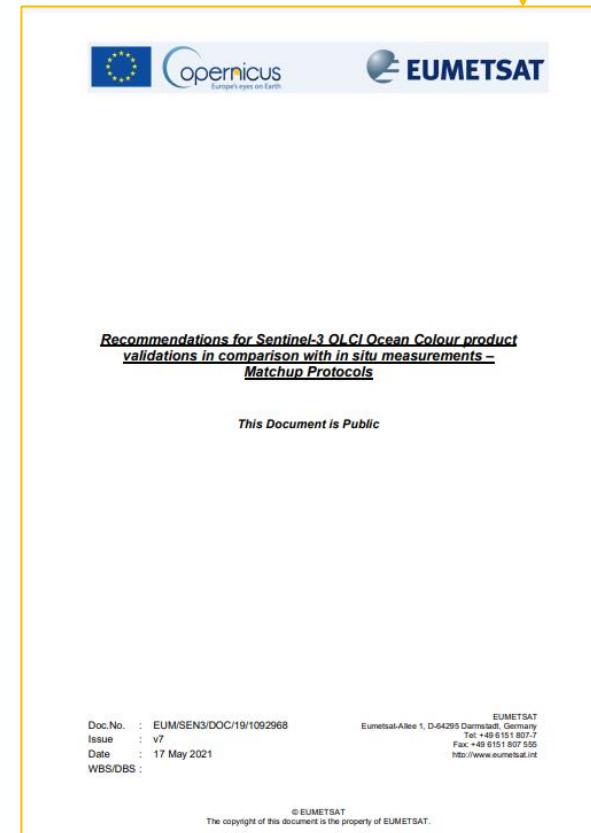 opernicus
Europe's eyes on Earth
EUMETSAT
Recommendations for Sentinel-3 OLCI Ocean Colour product
validations in comparison with in situ measurements –
Matchup Protocols
This Document is Public
Doc.No. : EUM/SEN3/DOC/19/1092968
Issue : v7
Date : 17 May 2021
WBS/DBS :
EUMETSAT
Eumetsat-Allee 1, D-64295 Darmstadt, Germany
Tel: +49 6151 807-7
Fax: +49 6151 807 555
http://www.eumetsat.int
© EUMETSAT
The copyright of this document is the property of EUMETSAT.